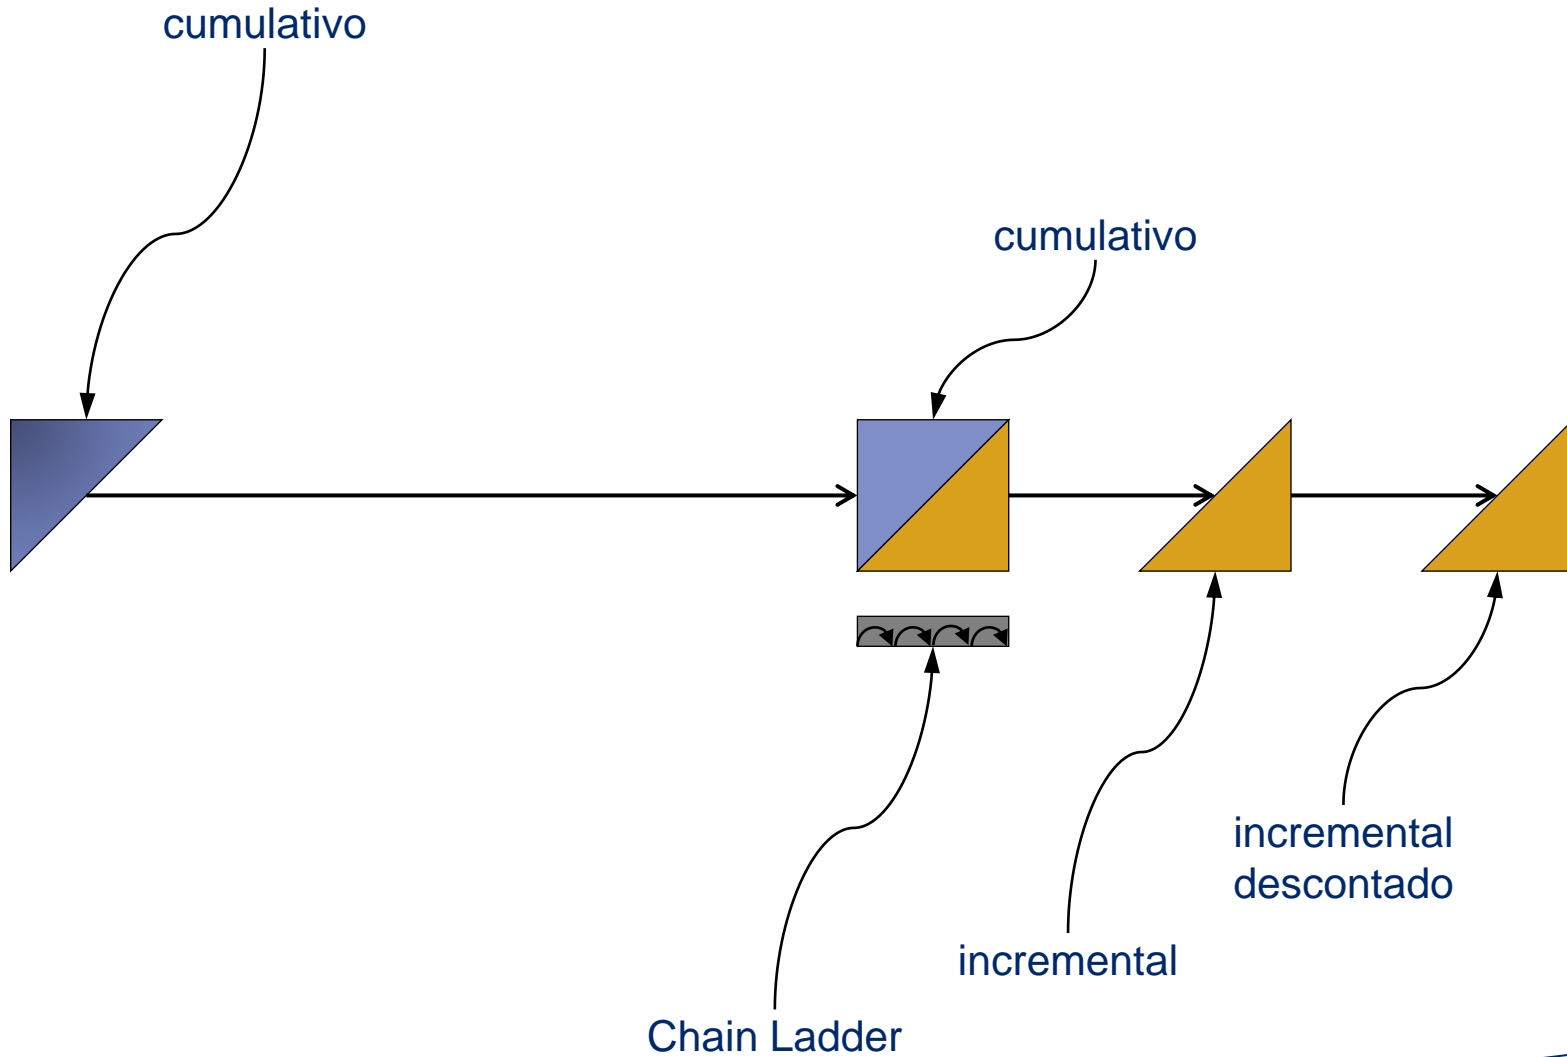 cumulativo
cumulativo
incremental
descontado
incremental
Chain Ladder